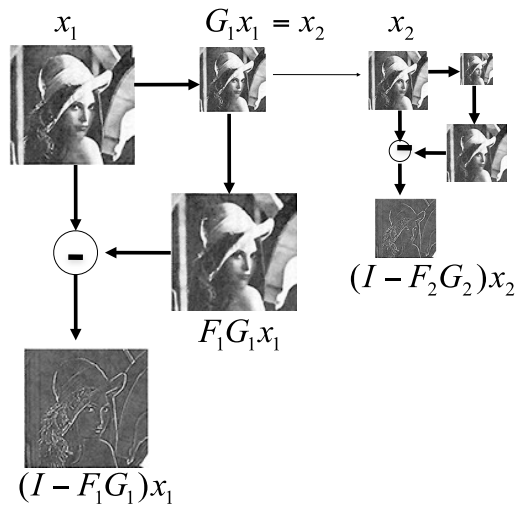 x₁
G₁x₁ = x₂
x₂
-
-
(I − F₂G₂)x₂
F₁G₁x₁
(I − F₁G₁)x₁